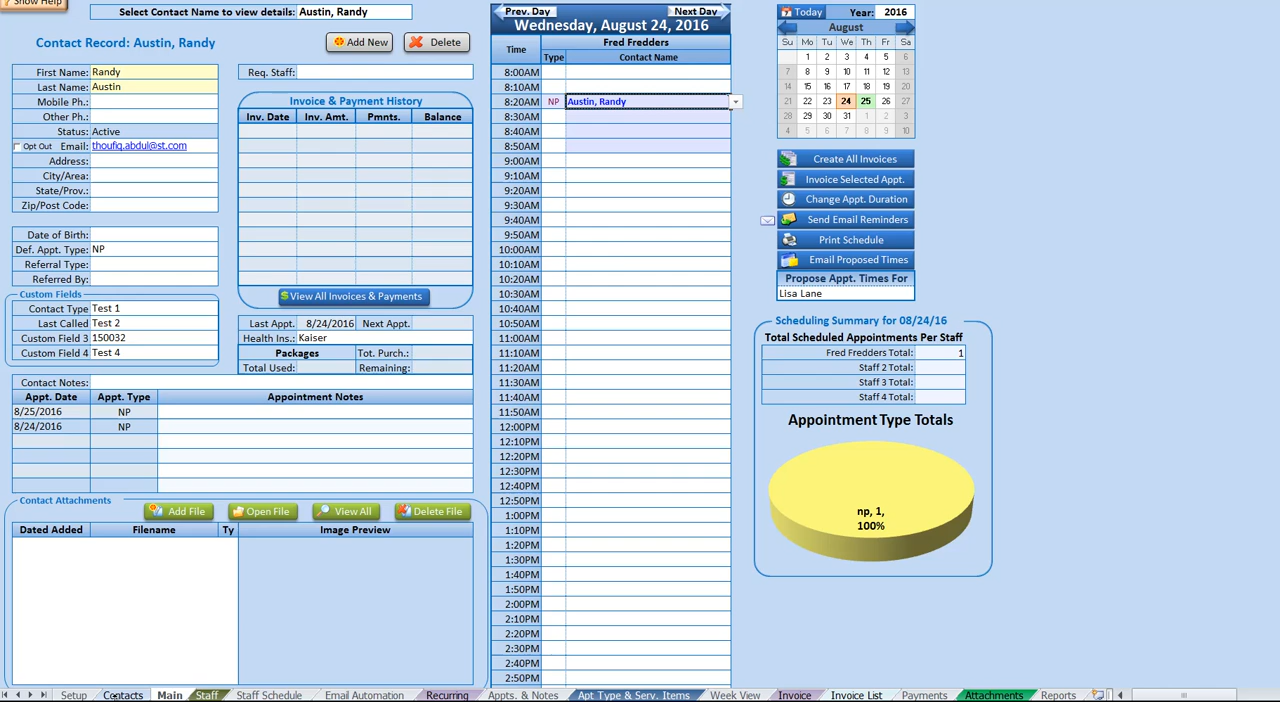 Show Help
Select Contact Name to view details: Austin, Randy
Contact Record: Austin, Randy
Add New
Delete
First Name: Randy
Last Name: Austin
Mobile Ph.:
Other Ph.:
Status: Active
Opt Out Email: thoufiq.abdul@st.com
Address:
City/Area:
State/Prov.:
Zip/Post Code:
Date of Birth:
Def. Appt. Type: NP
Referral Type:
Referred By:
Custom Fields
Contact Type Test 1
Last Called Test 2
Custom Field 3 150032
Custom Field 4 Test 4
Req. Staff:
Invoice & Payment History
Inv. Date Inv. Amt. Pmnts. Balance
View All Invoices & Payments
Last Appt. 8/24/2016 Next Appt.
Health Ins.: Kaiser
Packages Tot. Purch.:
Total Used: Remaining:
Contact Notes:
Appt. Date Appt. Type Appointment Notes
8/25/2016 NP
8/24/2016 NP
Contact Attachments
Add File Open File View All Delete File
Dated Added Filename Ty Image Preview
Prev. Day Next Day
Wednesday, August 24, 2016
Time Fred Fredders
Type Contact Name
8:00AM
8:10AM
8:20AM NP Austin, Randy
8:30AM
8:40AM
8:50AM
9:00AM
9:10AM
9:20AM
9:30AM
9:40AM
9:50AM
10:00AM
10:10AM
10:20AM
10:30AM
10:40AM
10:50AM
11:00AM
11:10AM
11:20AM
11:30AM
11:40AM
11:50AM
12:00PM
12:10PM
12:20PM
12:30PM
12:40PM
12:50PM
1:00PM
1:10PM
1:20PM
1:30PM
1:40PM
1:50PM
2:00PM
2:10PM
2:20PM
2:30PM
2:40PM
2:50PM
Today Year: 2016
August
Su Mo Tu We Th Fr Sa
1 2 3 4 5 6
7 8 9 10 11 12 13
14 15 16 17 18 19 20
21 22 23 24 25 26 27
28 29 30 31 1 2 3
4 5 6 7 8 9 10
Create All Invoices
Invoice Selected Appt.
Change Appt. Duration
Send Email Reminders
Print Schedule
Email Proposed Times
Propose Appt. Times For
Lisa Lane
Scheduling Summary for 08/24/16
Total Scheduled Appointments Per Staff
Fred Fredders Total: 1
Staff 2 Total:
Staff 3 Total:
Staff 4 Total:
Appointment Type Totals
np, 1,
100%
Setup Contacts Main Staff Staff Schedule Email Automation Recurring Appts. & Notes Apt Type & Serv. Items Week View Invoice Invoice List Payments Attachments Reports